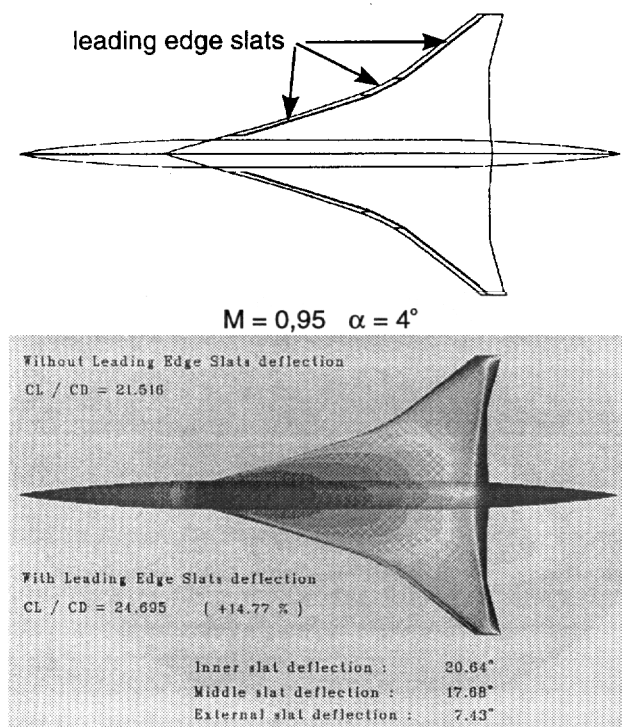 leading edge slats
M = 0,95 α = 4°
Without Leading Edge Slats deflection
CL / CD = 21.516
With Leading Edge Slats deflection
CL / CD = 24.695 ( +14.77 % )
Inner slat deflection : 20.64°
Middle slat deflection : 17.68°
External slat deflection : 7.43°